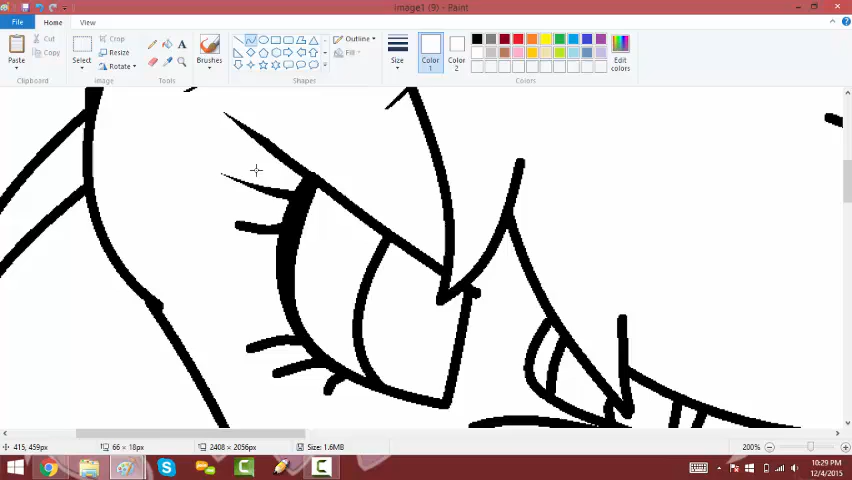 image1 (9) - Paint
File
Home
View
Paste
Cut
Copy
Clipboard
Select
Crop
Resize
Rotate
Image
A
Tools
Brushes
Outline
Fill
Shapes
Size
Color 1
Color 2
Edit colors
Colors
415, 459px
66 × 18px
2408 × 2056px
Size: 1.6MB
200%
10:29 PM
12/4/2015